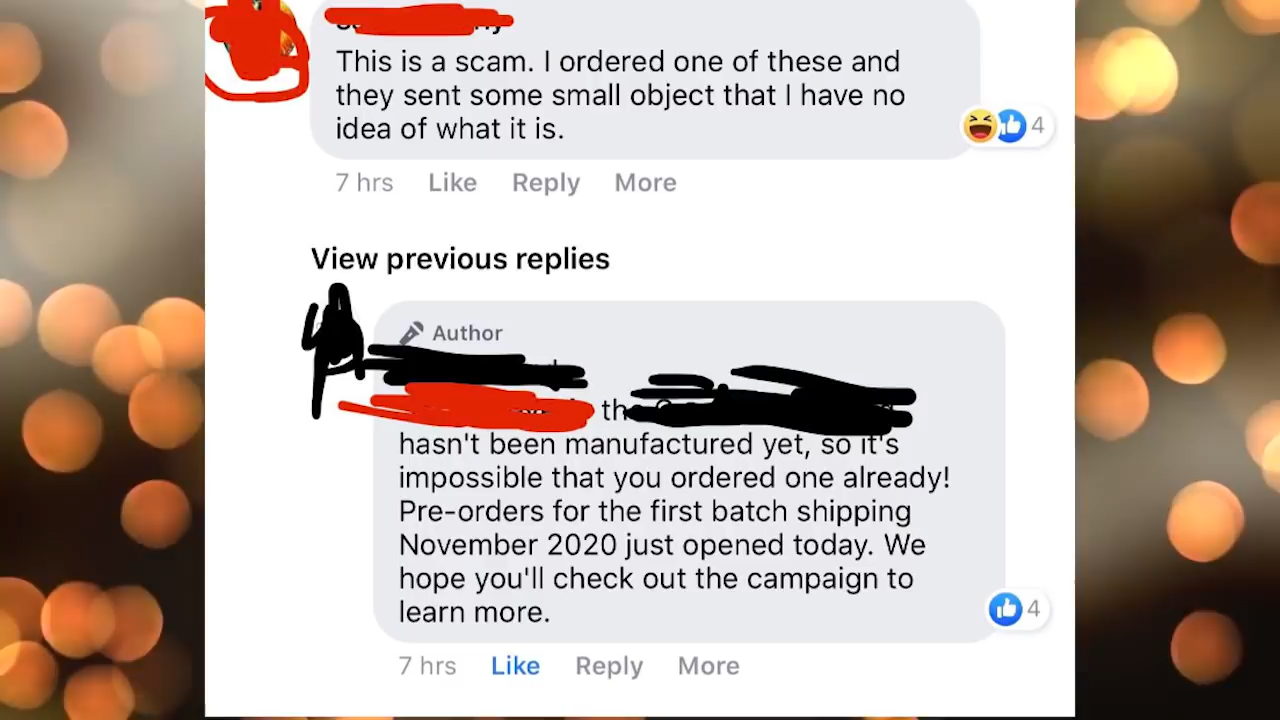 This is a scam. I ordered one of these and
they sent some small object that I have no
idea of what it is.
4
7 hrs Like Reply More
View previous replies
Author
hasn't been manufactured yet, so it's
impossible that you ordered one already!
Pre-orders for the first batch shipping
November 2020 just opened today. We
hope you'll check out the campaign to
learn more.
4
7 hrs Like Reply More